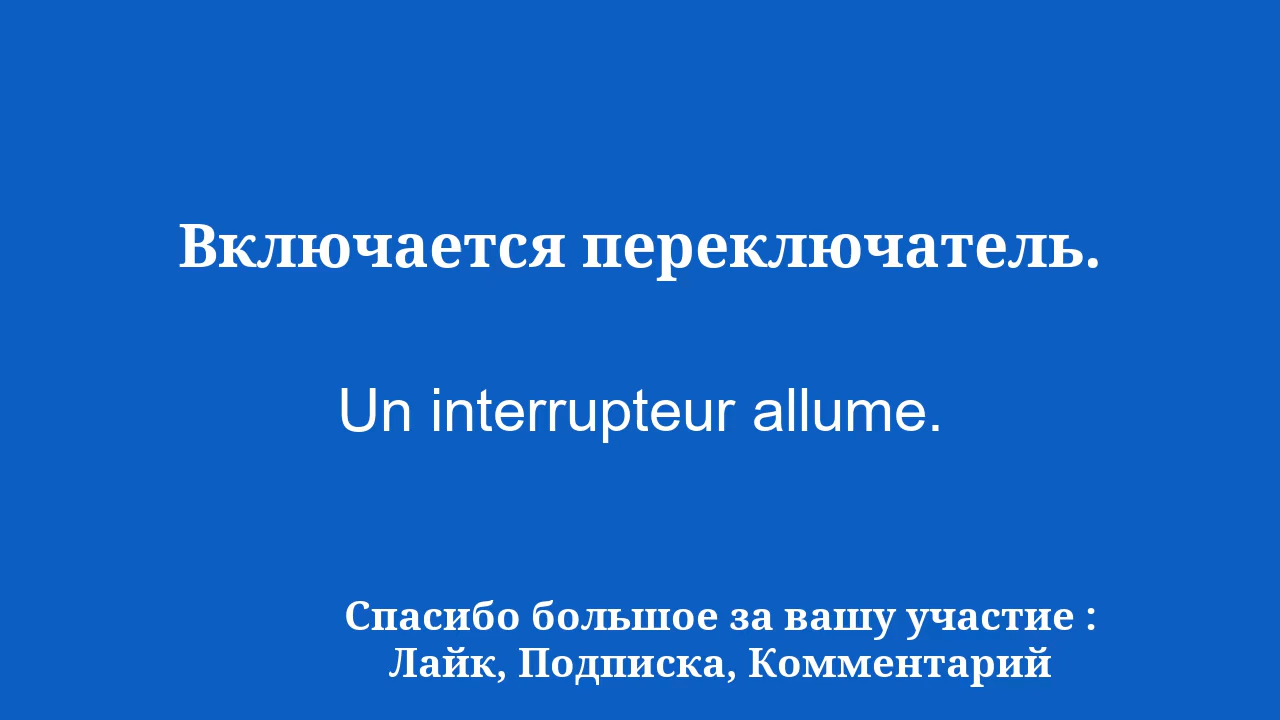 Включается переключатель.
Un interrupteur allume.
Спасибо большое за вашу участие :
Лайк, Подписка, Комментарий